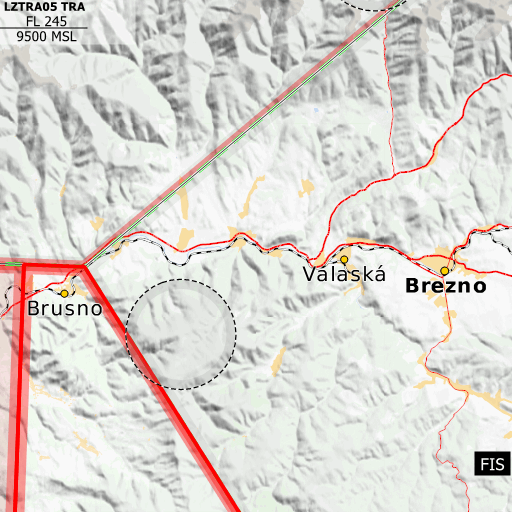 LZTRA05 TRA
FL 245
9500 MSL
Valaská
Brezno
Brusno
FIS